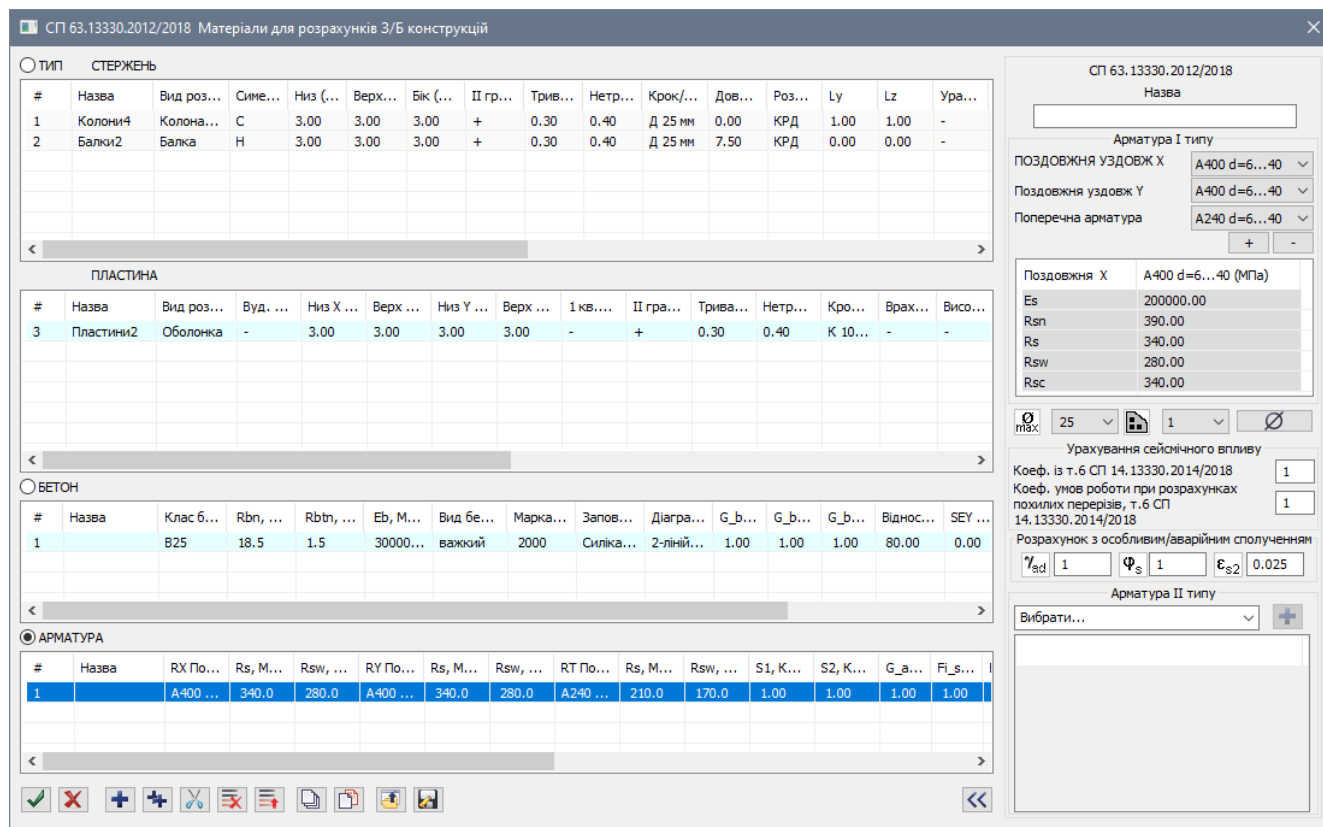 СП 63.13330.2012/2018 Матеріали для розрахунків З/Б конструкцій
ТИП СТЕРЖЕНЬ
# Назва Вид роз... Симе... Низ (... Верх... Бік (... II гр... Трив... Нетр... Крок/... Дов... Роз... Ly Lz Ура...
1 Колони4 Колона... С 3.00 3.00 3.00 + 0.30 0.40 Д 25 мм 0.00 КРД 1.00 1.00 -
2 Балки2 Балка Н 3.00 3.00 3.00 + 0.30 0.40 Д 25 мм 7.50 КРД 0.00 0.00 -
ПЛАСТИНА
# Назва Вид роз... Вуд. ... Низ X ... Верх ... Низ Y ... Верх ... 1 кв.... II гра... Трива... Нетр... Кро... Врах... Висо...
3 Пластини2 Оболонка - 3.00 3.00 3.00 3.00 - + 0.30 0.40 К 10... - -
БЕТОН
# Назва Клас б... Rbn, ... Rbtn, ... Eb, М... Вид бе... Марка... Запов... Діагра... G_b... G_b... G_b... Віднос... SEY ...
1 В25 18.5 1.5 30000... важкий 2000 Силіка... 2-ліній... 1.00 1.00 1.00 80.00 0.00
АРМАТУРА
# Назва RX По... Rs, М... Rsw, ... RY По... Rs, М... Rsw, ... RT По... Rs, М... Rsw, ... S1, К... S2, К... G_a... Fi_s...
1 А400 ... 340.0 280.0 А400 ... 340.0 280.0 А240 ... 210.0 170.0 1.00 1.00 1.00 1.00
СП 63.13330.2012/2018
Назва
Арматура I типу
ПОЗДОВЖНЯ УЗДОВЖ X А400 d=6...40
Поздовжня уздовж Y А400 d=6...40
Поперечна арматура А240 d=6...40
+ -
Поздовжня X А400 d=6...40 (МПа)
Es 200000.00
Rsn 390.00
Rs 340.00
Rsw 280.00
Rsc 340.00
Ø max 25 1 Ø
Урахування сейсмічного впливу
Коеф. із т.6 СП 14.13330.2014/2018 1
Коеф. умов роботи при розрахунках
похилих перерізів, т.6 СП 1
14.13330.2014/2018
Розрахунок з особливим/аварійним сполученням
γad 1 φs 1 εs2 0.025
Арматура II типу
Вибрати...